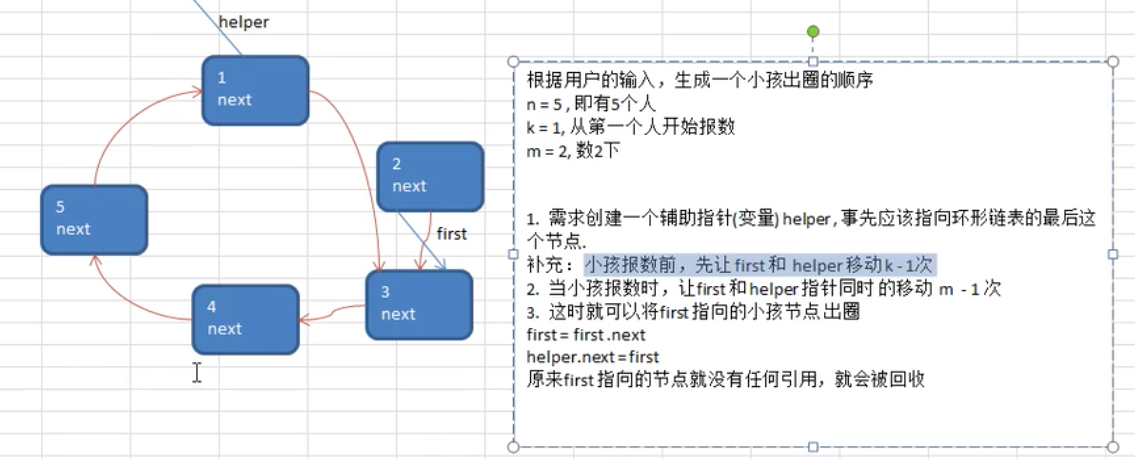 helper
1
next
2
next
first
5
next
3
next
4
next
根据用户的输入，生成一个小孩出圈的顺序
n = 5 , 即有5个人
k = 1, 从第一个人开始报数
m = 2, 数2下
1. 需求创建一个辅助指针(变量) helper , 事先应该指向环形链表的最后这
个节点.
补充：小孩报数前，先让 first 和 helper 移动 k - 1次
2. 当小孩报数时，让first 和 helper 指针同时 的移动 m - 1 次
3. 这时就可以将first 指向的小孩节点 出圈
first = first .next
helper.next = first
原来first 指向的节点就没有任何引用，就会被回收